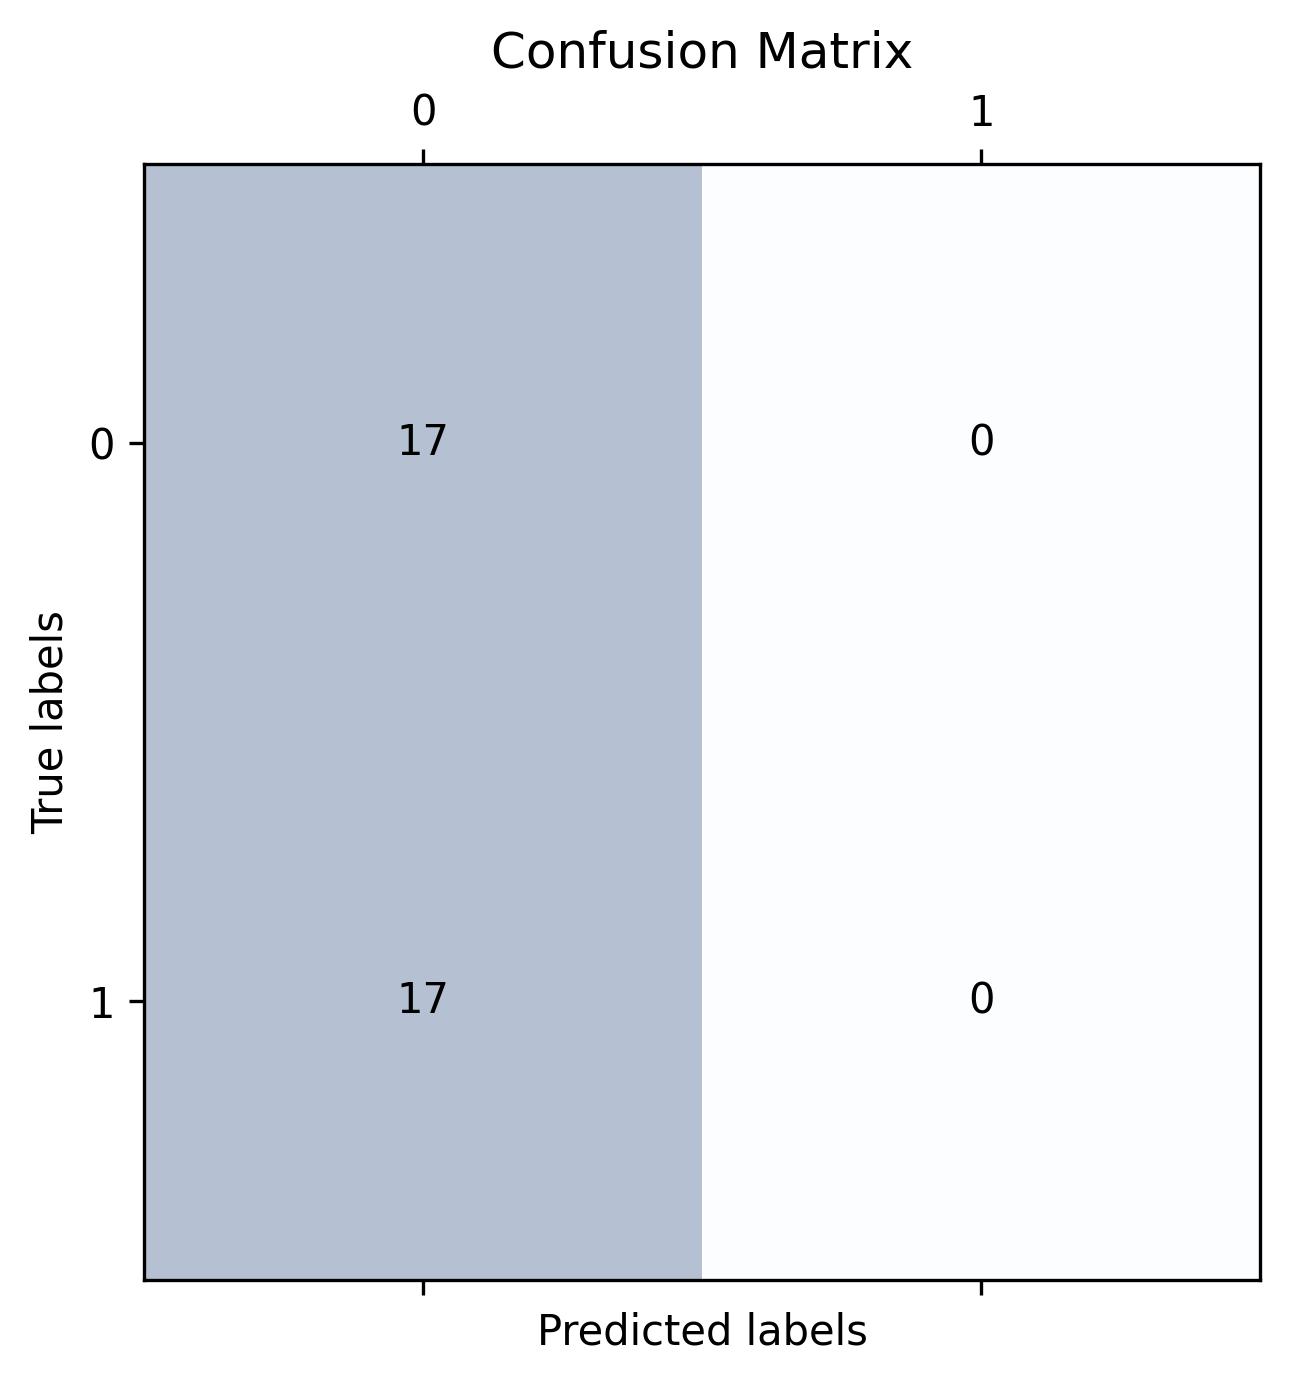 Confusion Matrix
0 1
0 17 0
True labels
1 17 0
Predicted labels